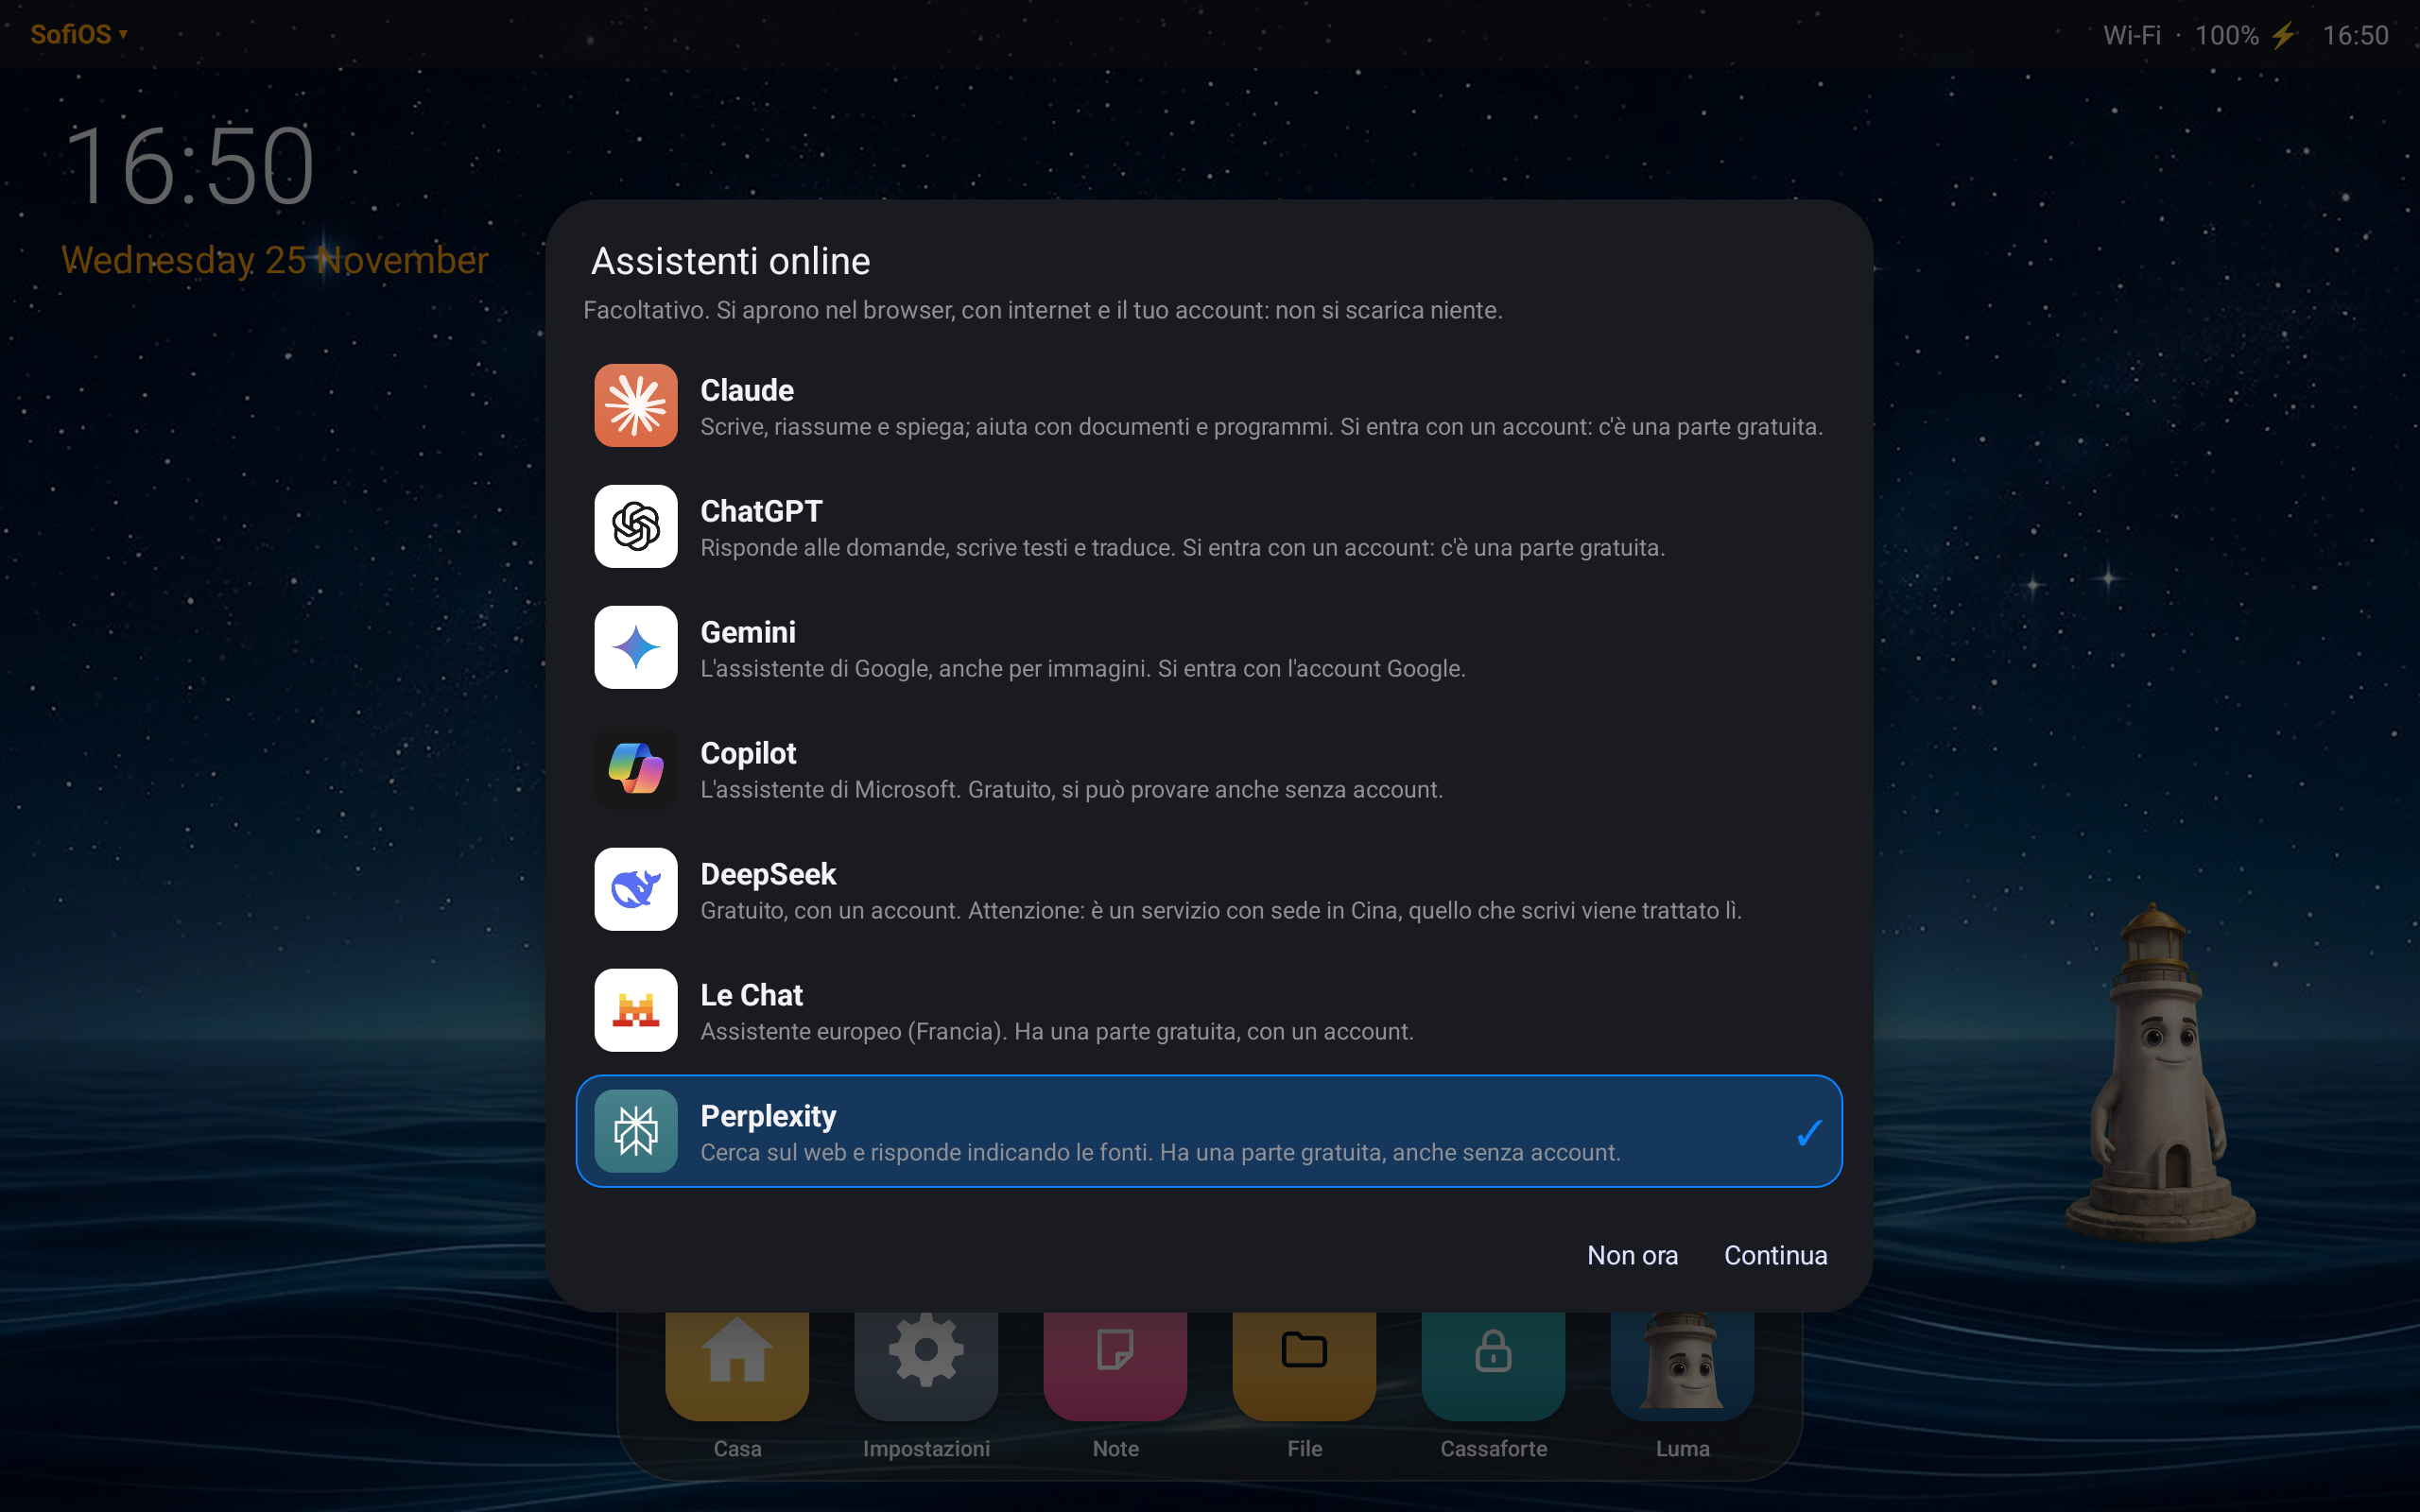 SofiOS ▾
Wi-Fi · 100% ⚡ 16:50
16:50
Wednesday 25 November
Assistenti online
Facoltativo. Si aprono nel browser, con internet e il tuo account: non si scarica niente.
Claude
Scrive, riassume e spiega; aiuta con documenti e programmi. Si entra con un account: c'è una parte gratuita.
ChatGPT
Risponde alle domande, scrive testi e traduce. Si entra con un account: c'è una parte gratuita.
Gemini
L'assistente di Google, anche per immagini. Si entra con l'account Google.
Copilot
L'assistente di Microsoft. Gratuito, si può provare anche senza account.
DeepSeek
Gratuito, con un account. Attenzione: è un servizio con sede in Cina, quello che scrivi viene trattato lì.
Le Chat
Assistente europeo (Francia). Ha una parte gratuita, con un account.
Perplexity
Cerca sul web e risponde indicando le fonti. Ha una parte gratuita, anche senza account.
✓
Non ora Continua
Casa Impostazioni Note File Cassaforte Luma